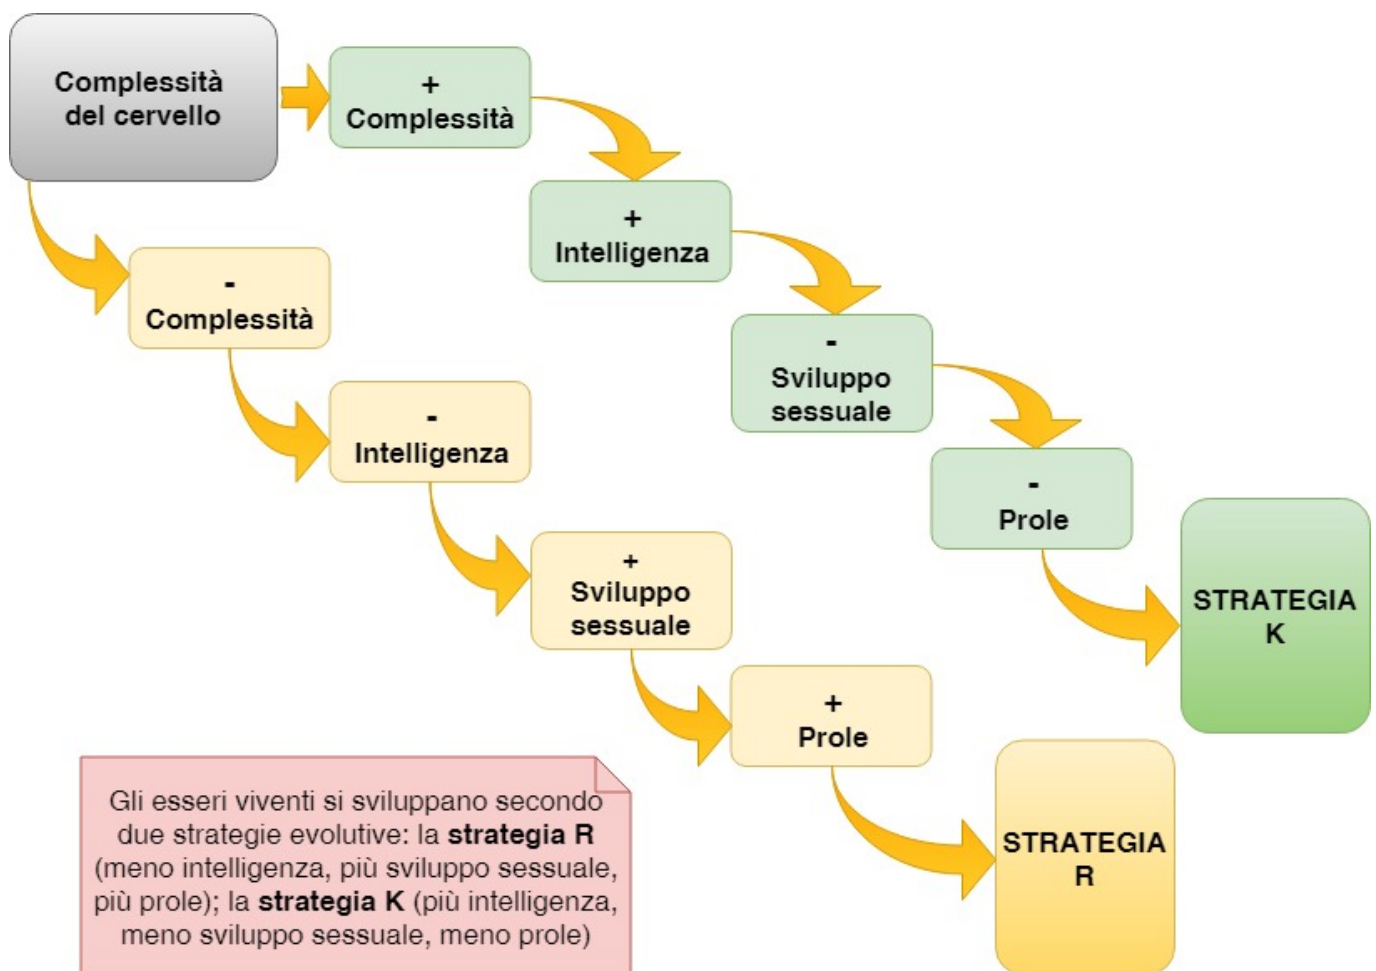 Complessità
del cervello
+
Complessità
+
Intelligenza
-
Sviluppo
sessuale
-
Prole
STRATEGIA
K
-
Complessità
-
Intelligenza
+
Sviluppo
sessuale
+
Prole
STRATEGIA
R
Gli esseri viventi si sviluppano secondo
due strategie evolutive: la strategia R
(meno intelligenza, più sviluppo sessuale,
più prole); la strategia K (più intelligenza,
meno sviluppo sessuale, meno prole)